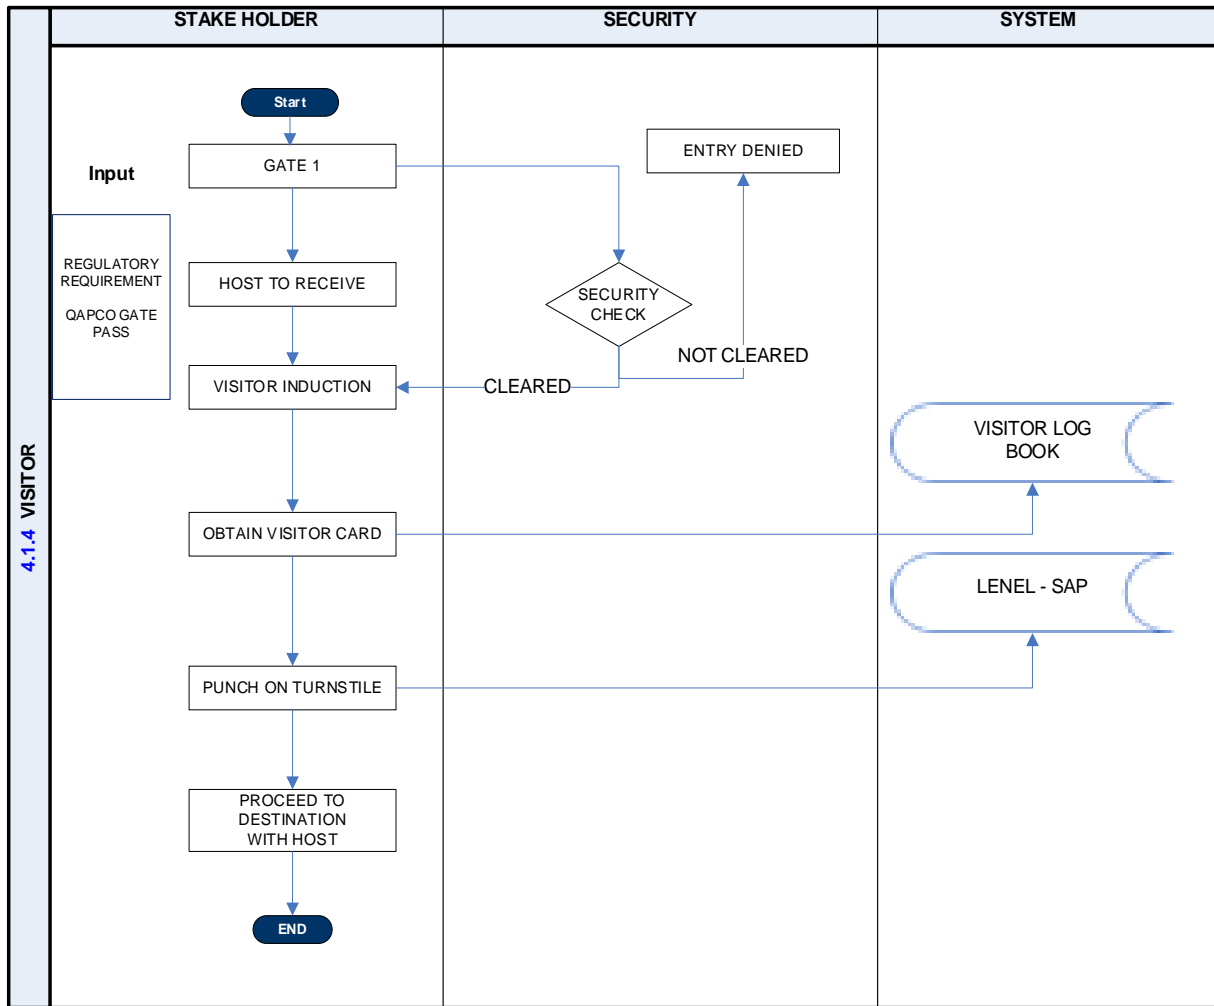 STAKE HOLDER
SECURITY
SYSTEM
4.1.4 VISITOR
Start
GATE 1
ENTRY DENIED
Input
REGULATORY
REQUIREMENT
QAPCO GATE
PASS
HOST TO RECEIVE
SECURITY
CHECK
NOT CLEARED
VISITOR INDUCTION
CLEARED
VISITOR LOG
BOOK
OBTAIN VISITOR CARD
LENEL - SAP
PUNCH ON TURNSTILE
PROCEED TO
DESTINATION
WITH HOST
END